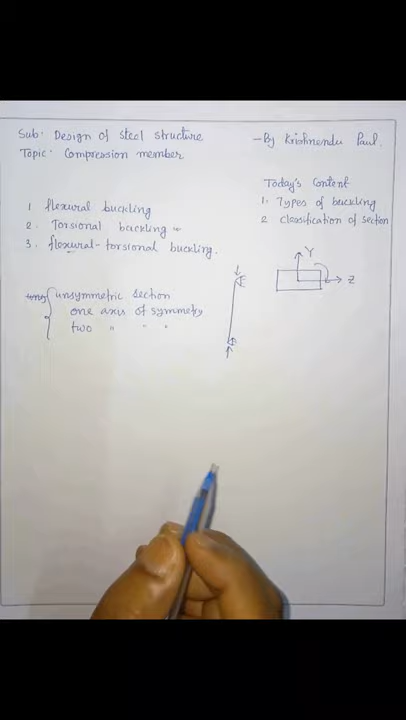 Sub: Design of steel structure
- By Krishnendu Paul.
Topic: Compression member
Today's Content
1. Types of buckling
2 Classification of section
1 flexural buckling
2. Torsional buckling
3. flexural-torsional buckling.
Y
Z
unsymmetric section
one axis of symmetry
two " " "